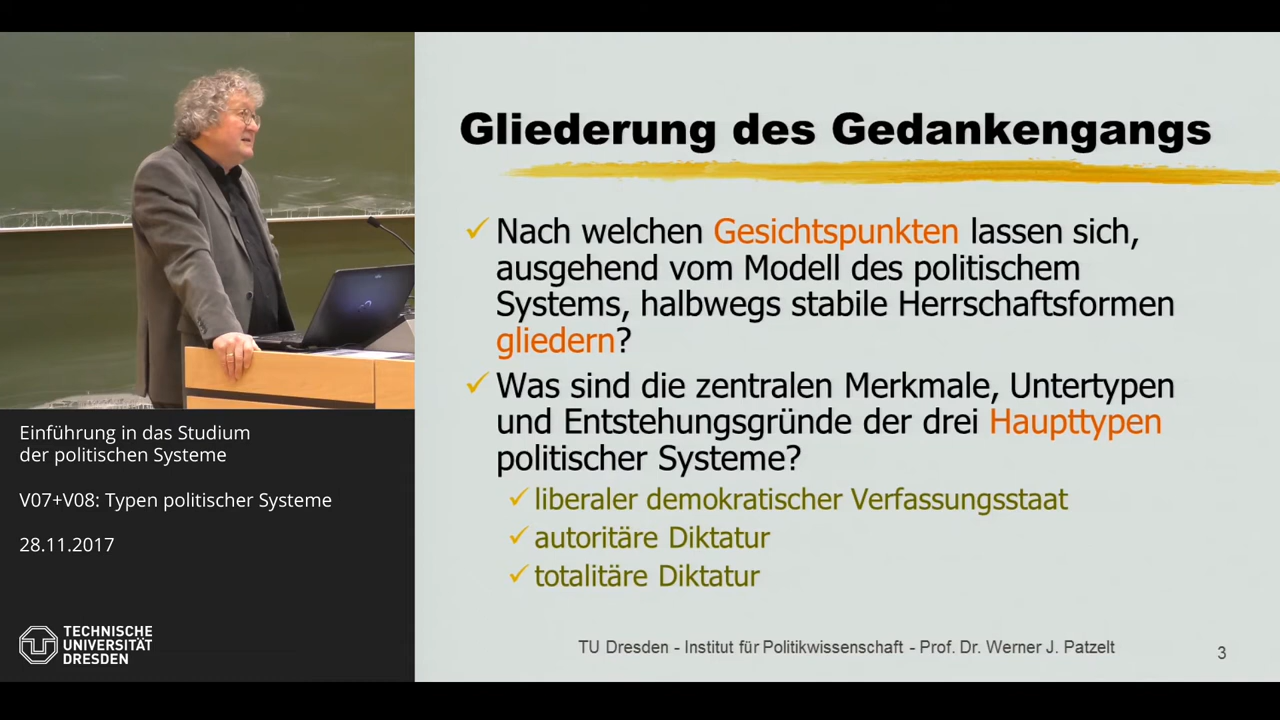 Gliederung des Gedankengangs
Nach welchen Gesichtspunkten lassen sich,
ausgehend vom Modell des politischem
Systems, halbwegs stabile Herrschaftsformen
gliedern?
Was sind die zentralen Merkmale, Untertypen
und Entstehungsgründe der drei Haupttypen
politischer Systeme?
liberaler demokratischer Verfassungsstaat
autoritäre Diktatur
totalitäre Diktatur
TU Dresden - Institut für Politikwissenschaft - Prof. Dr. Werner J. Patzelt
3
Einführung in das Studium
der politischen Systeme
V07+V08: Typen politischer Systeme
28.11.2017
TECHNISCHE
UNIVERSITÄT
DRESDEN